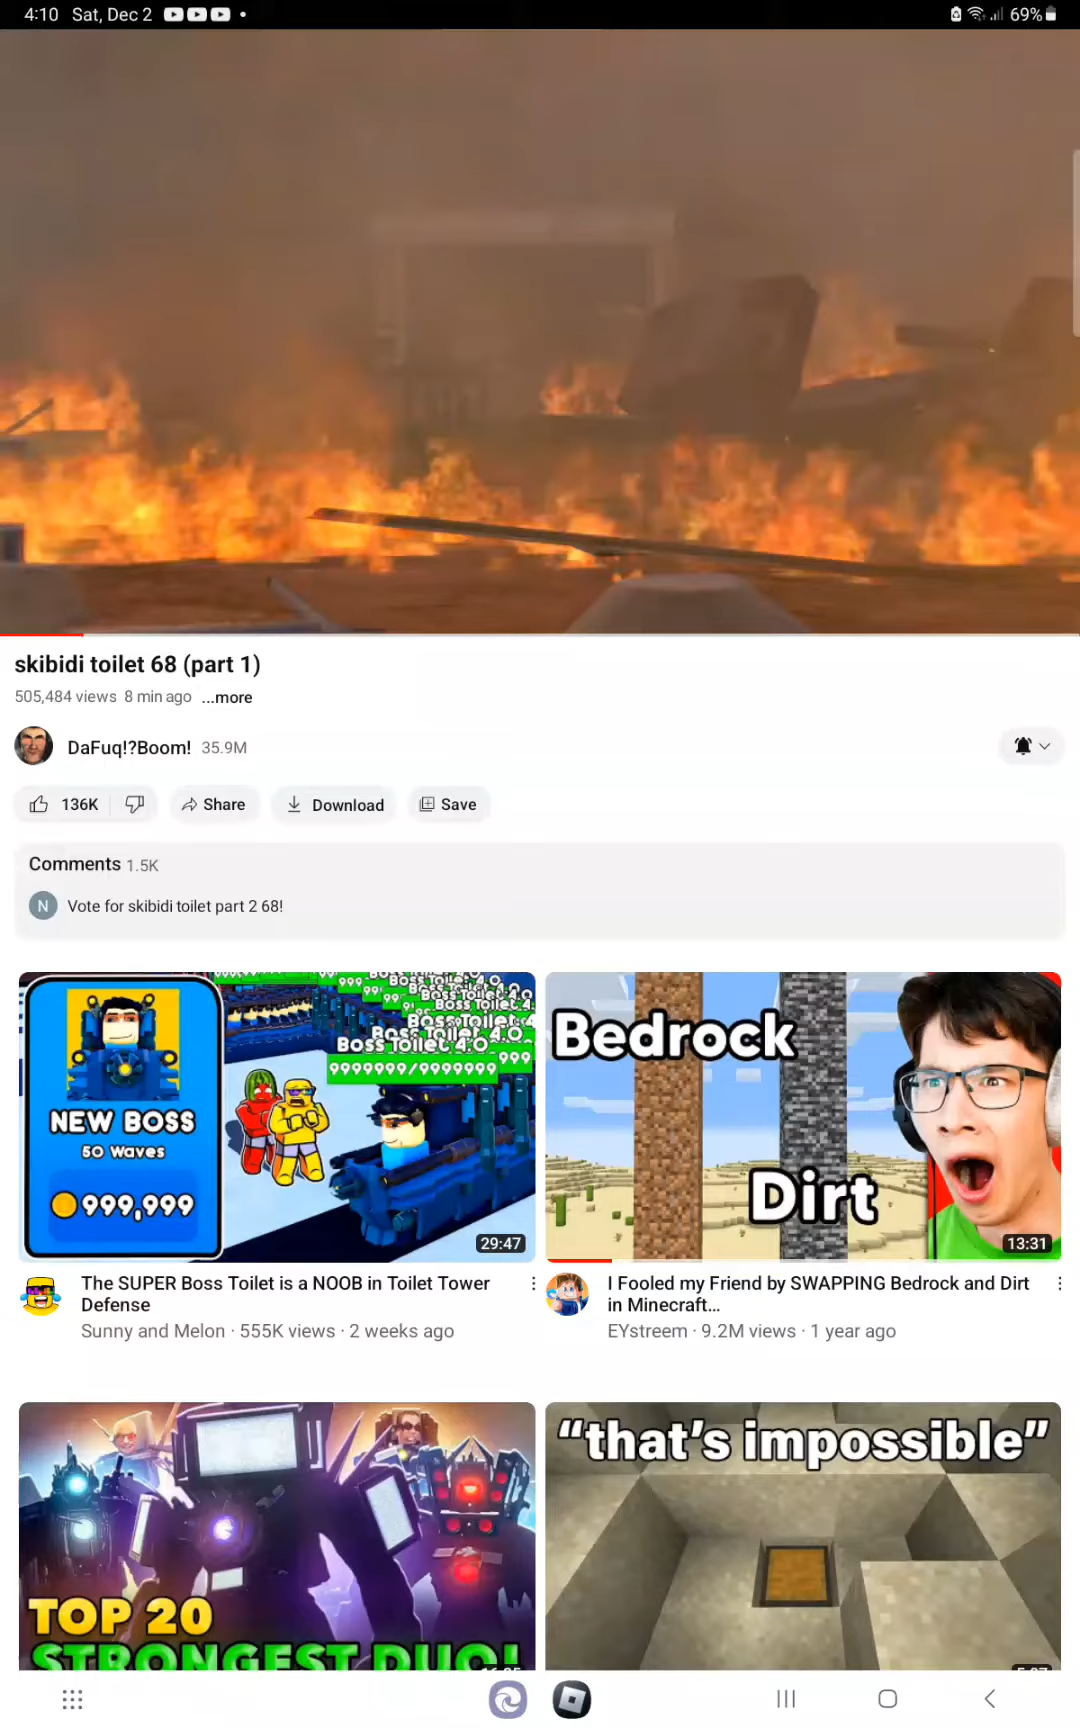 4:10 Sat, Dec 2
69%
skibidi toilet 68 (part 1)
505,484 views 8 min ago ...more
DaFuq!?Boom! 35.9M
136K
Share
Download
Save
Comments 1.5K
N
Vote for skibidi toilet part 2 68!
Boss Toilet 4.0
9999999/9999999
NEW BOSS
50 Waves
999,999
29:47
Bedrock
Dirt
13:31
The SUPER Boss Toilet is a NOOB in Toilet Tower
Defense
Sunny and Melon · 555K views · 2 weeks ago
I Fooled my Friend by SWAPPING Bedrock and Dirt
in Minecraft...
EYstreem · 9.2M views · 1 year ago
TOP 20
STRONGEST DUO!
“that’s impossible”